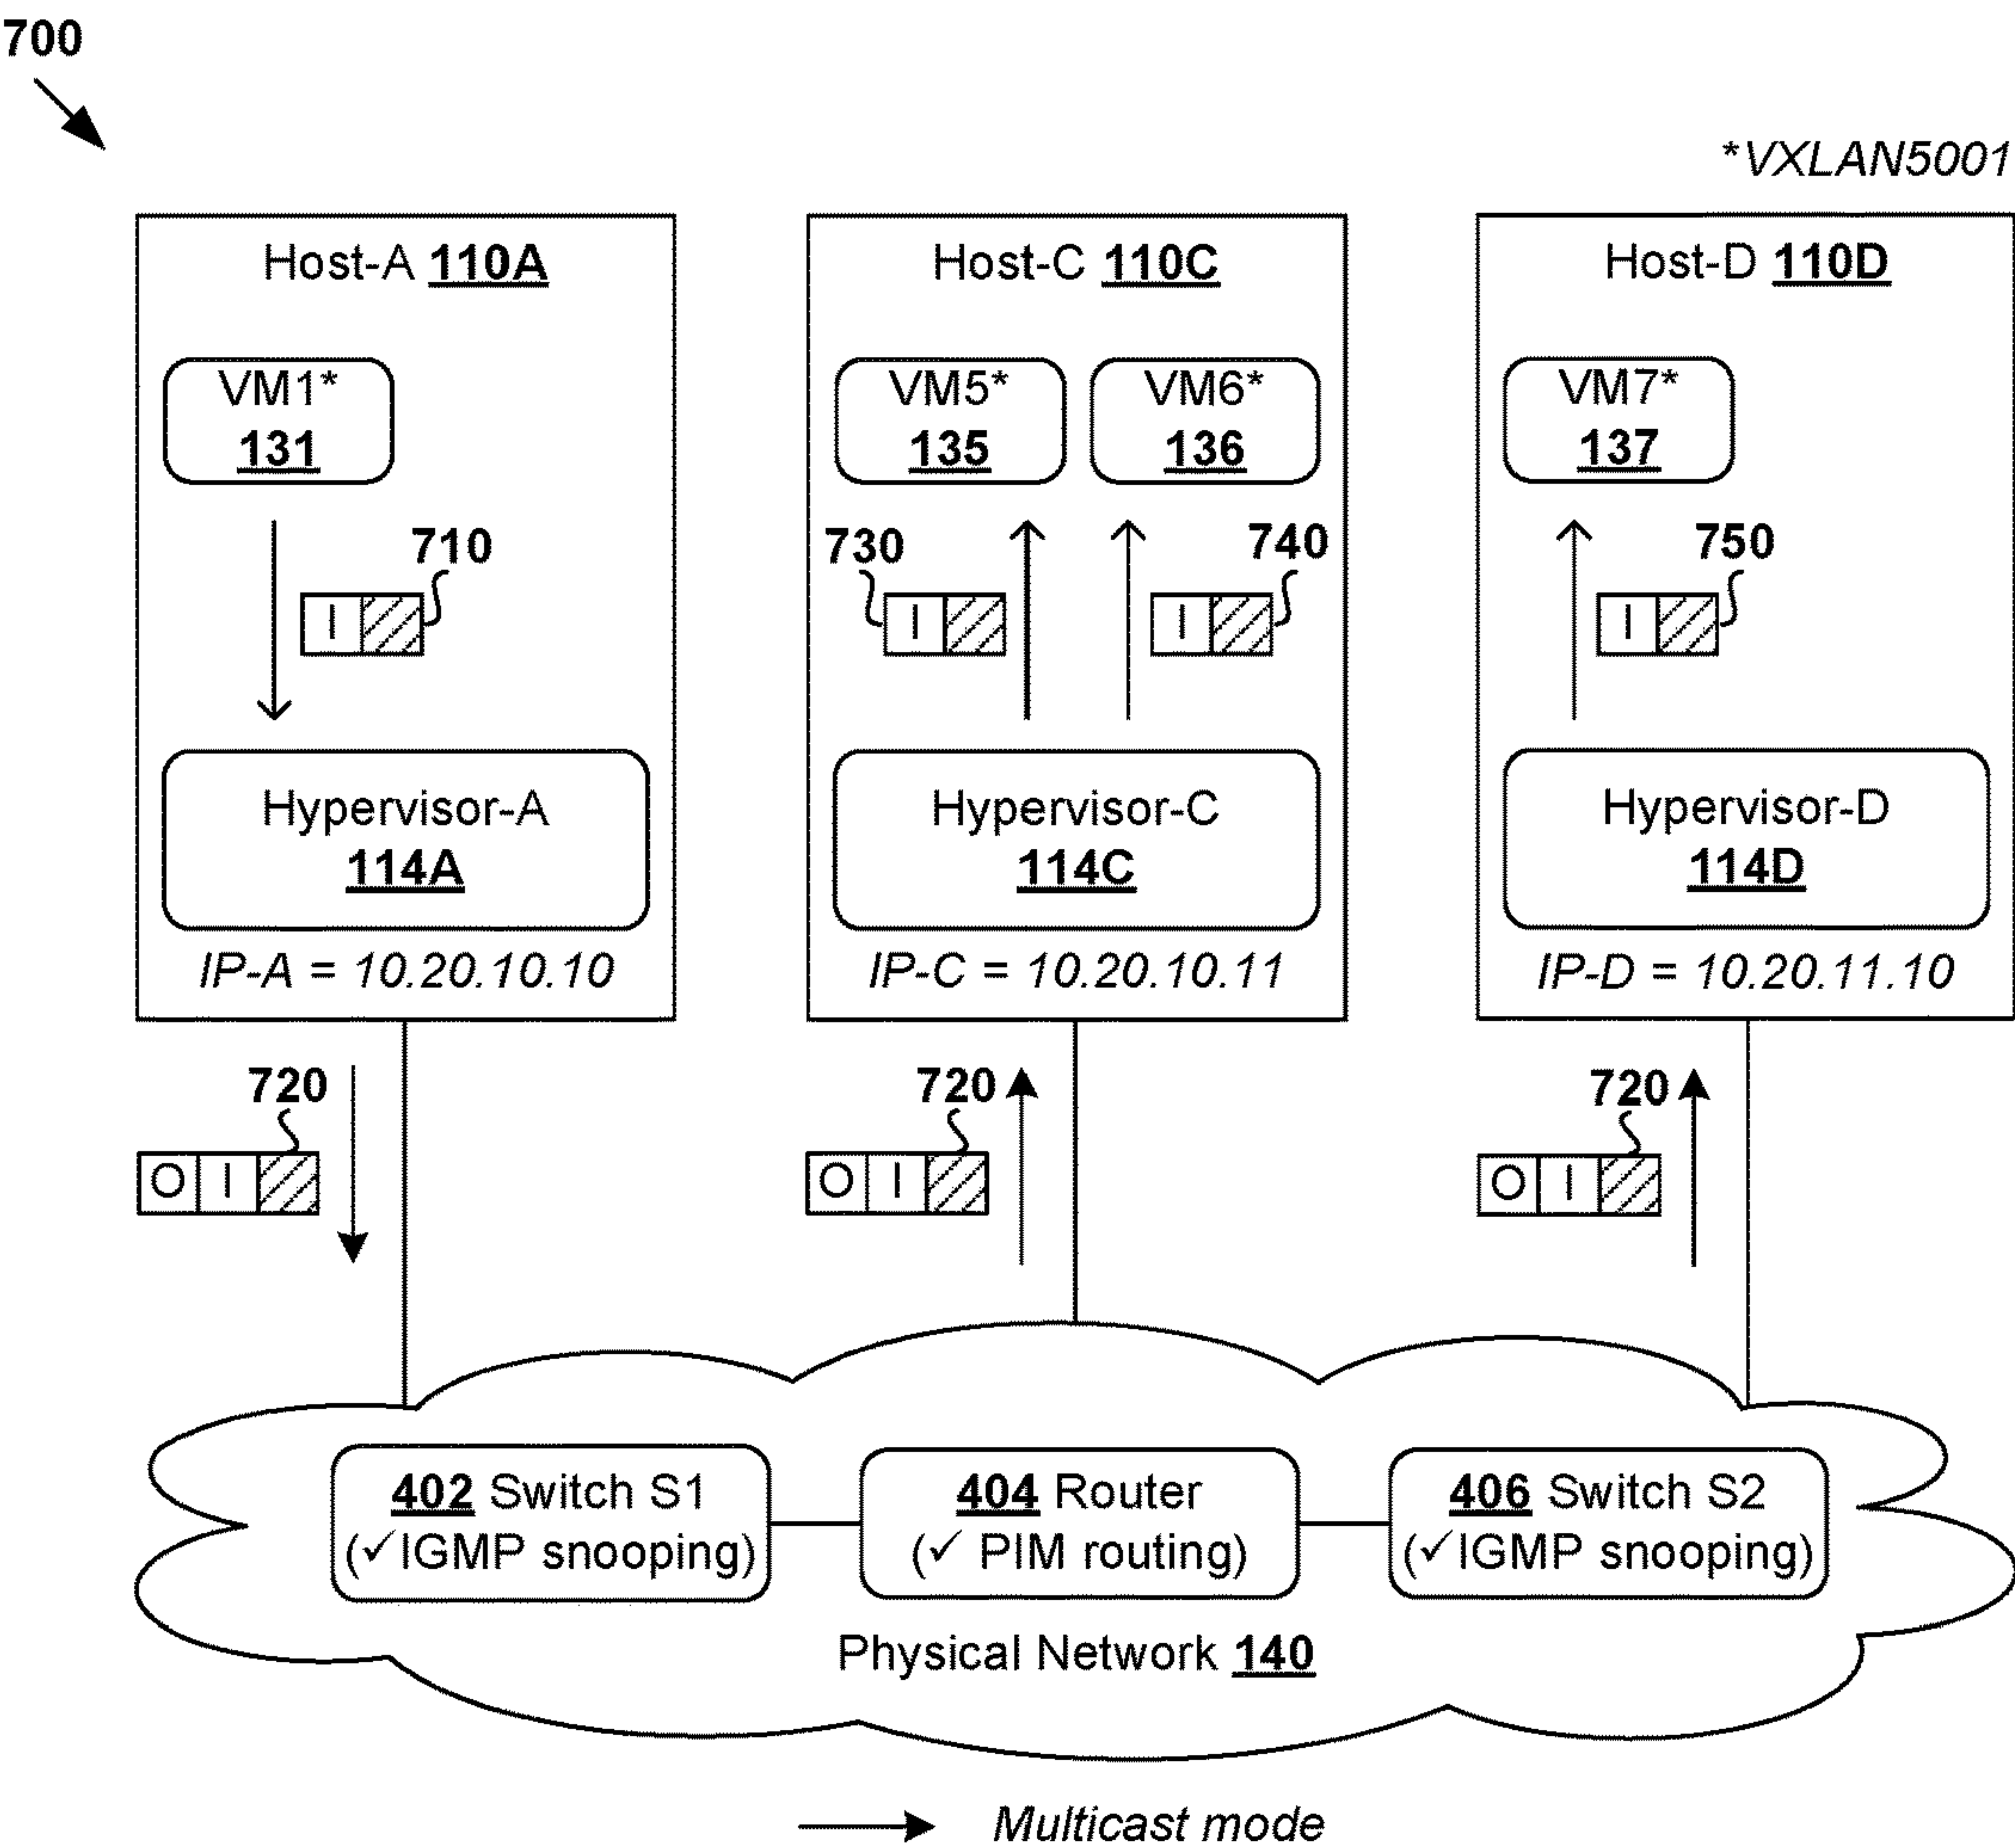 700
*VXLAN5001
Host-A 110A
VM1*
131
710
I
Hypervisor-A
114A
IP-A = 10.20.10.10
Host-C 110C
VM5*
135
VM6*
136
730
I
740
I
Hypervisor-C
114C
IP-C = 10.20.10.11
Host-D 110D
VM7*
137
750
I
Hypervisor-D
114D
IP-D = 10.20.11.10
720
O I
720
O I
720
O I
402 Switch S1
(✓IGMP snooping)
404 Router
(✓ PIM routing)
406 Switch S2
(✓IGMP snooping)
Physical Network 140
Multicast mode